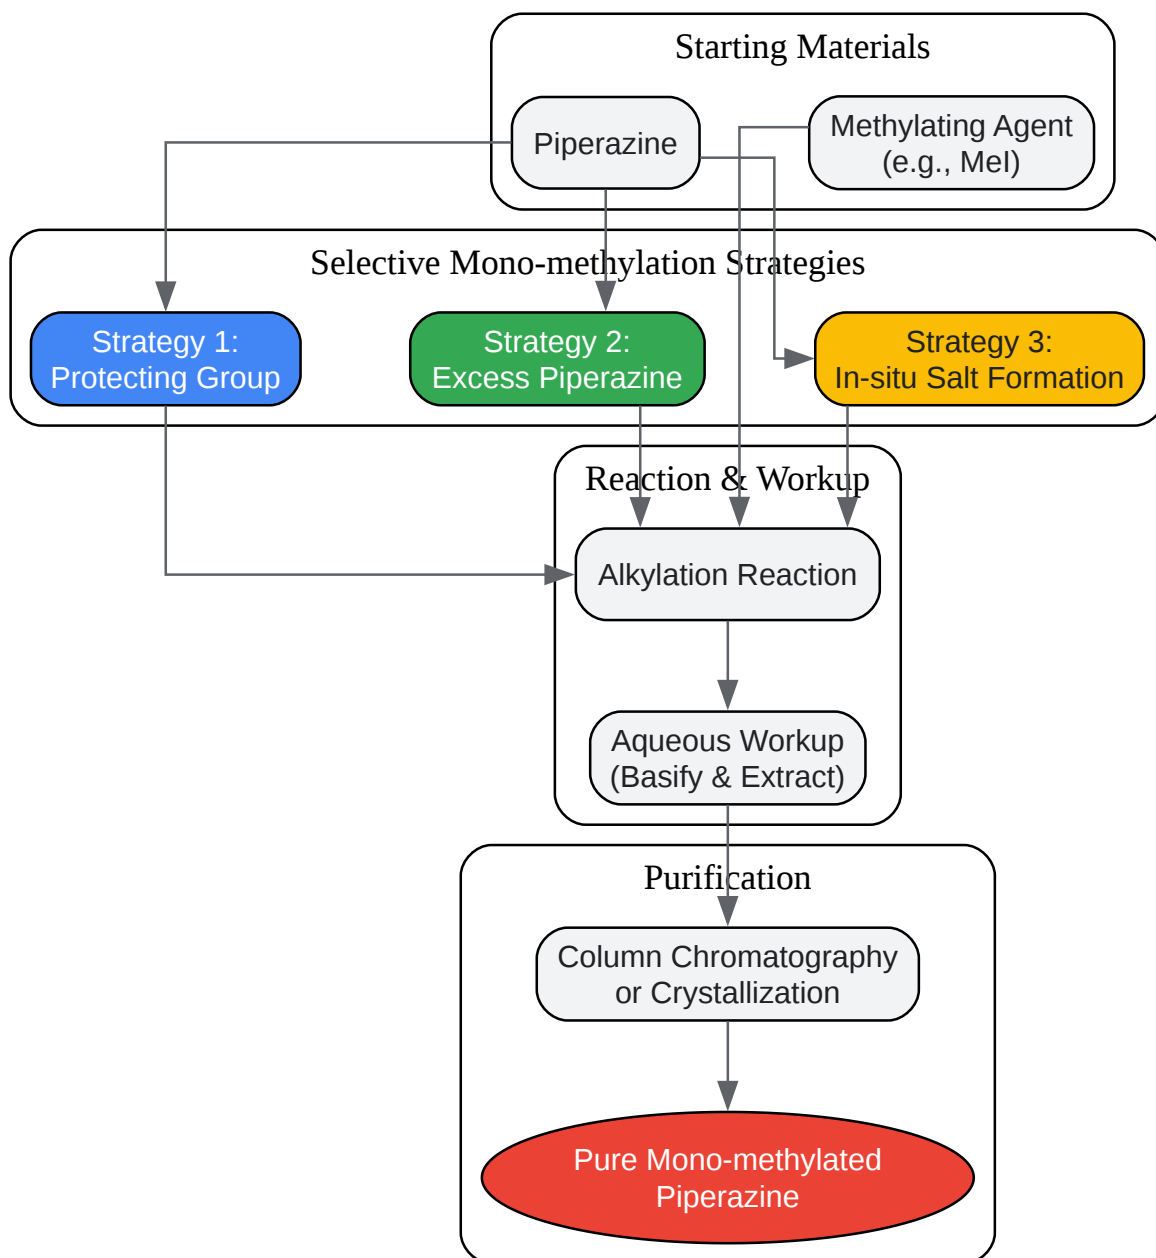 Starting Materials
Piperazine
Methylating Agent
(e.g., MeI)
Selective Mono-methylation Strategies
Strategy 1:
Protecting Group
Strategy 2:
Excess Piperazine
Strategy 3:
In-situ Salt Formation
Reaction & Workup
Alkylation Reaction
Aqueous Workup
(Basify & Extract)
Purification
Column Chromatography
or Crystallization
Pure Mono-methylated
Piperazine